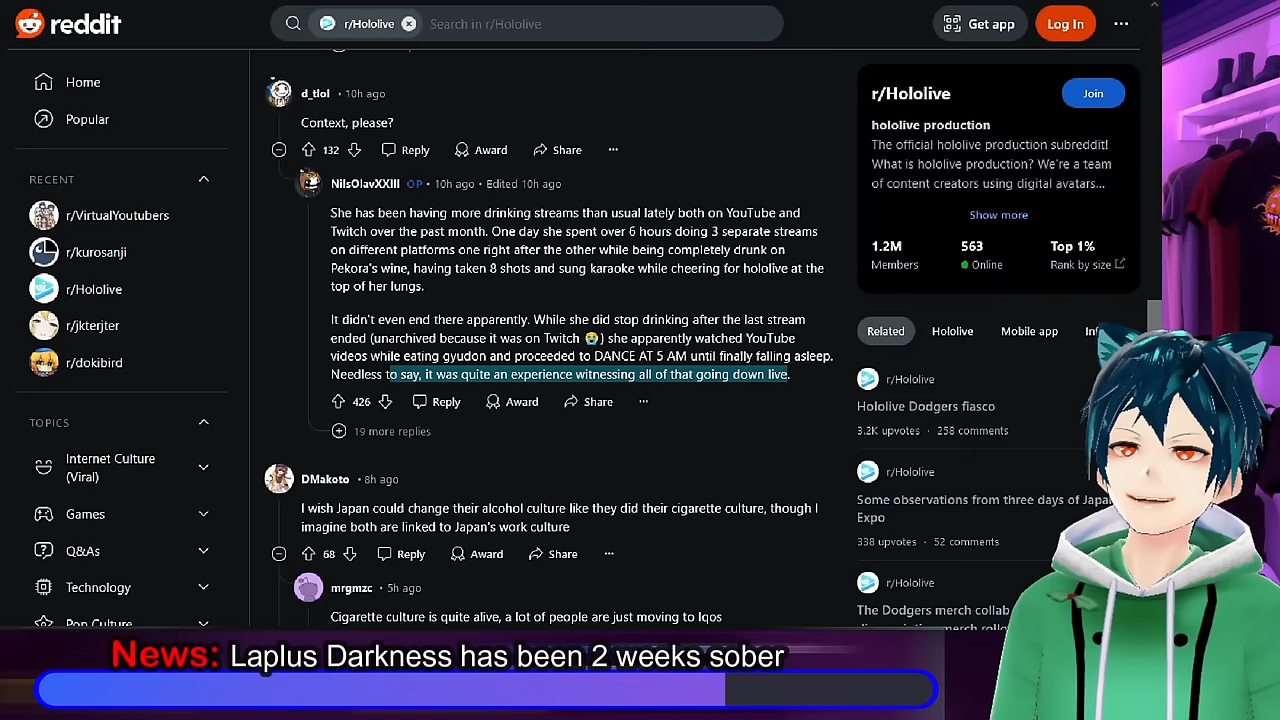 reddit
r/Hololive
Search in r/Hololive
Get app
Log In
Home
Popular
RECENT
r/VirtualYoutubers
r/kurosanji
r/Hololive
r/jkterjter
r/dokibird
TOPICS
Internet Culture
(Viral)
Games
Q&As
Technology
Pop Culture
d_tlol • 10h ago
Context, please?
132 Reply Award Share
NilsOlavXXIII OP • 10h ago • Edited 10h ago
She has been having more drinking streams than usual lately both on YouTube and
Twitch over the past month. One day she spent over 6 hours doing 3 separate streams
on different platforms one right after the other while being completely drunk on
Pekora's wine, having taken 8 shots and sung karaoke while cheering for hololive at the
top of her lungs.
It didn't even end there apparently. While she did stop drinking after the last stream
ended (unarchived because it was on Twitch 😭) she apparently watched YouTube
videos while eating gyudon and proceeded to DANCE AT 5 AM until finally falling asleep.
Needless to say, it was quite an experience witnessing all of that going down live.
426 Reply Award Share
19 more replies
DMakoto • 8h ago
I wish Japan could change their alcohol culture like they did their cigarette culture, though I
imagine both are linked to Japan's work culture
68 Reply Award Share
mrgmzc • 5h ago
Cigarette culture is quite alive, a lot of people are just moving to Iqos
r/Hololive
Join
hololive production
The official hololive production subreddit!
What is hololive production? We're a team
of content creators using digital avatars...
Show more
1.2M 563 Top 1%
Members Online Rank by size
Related Hololive Mobile app
r/Hololive
Hololive Dodgers fiasco
3.2K upvotes · 258 comments
r/Hololive
Some observations from three days of Japa
Expo
338 upvotes · 52 comments
r/Hololive
The Dodgers merch collab
News: Laplus Darkness has been 2 weeks sober